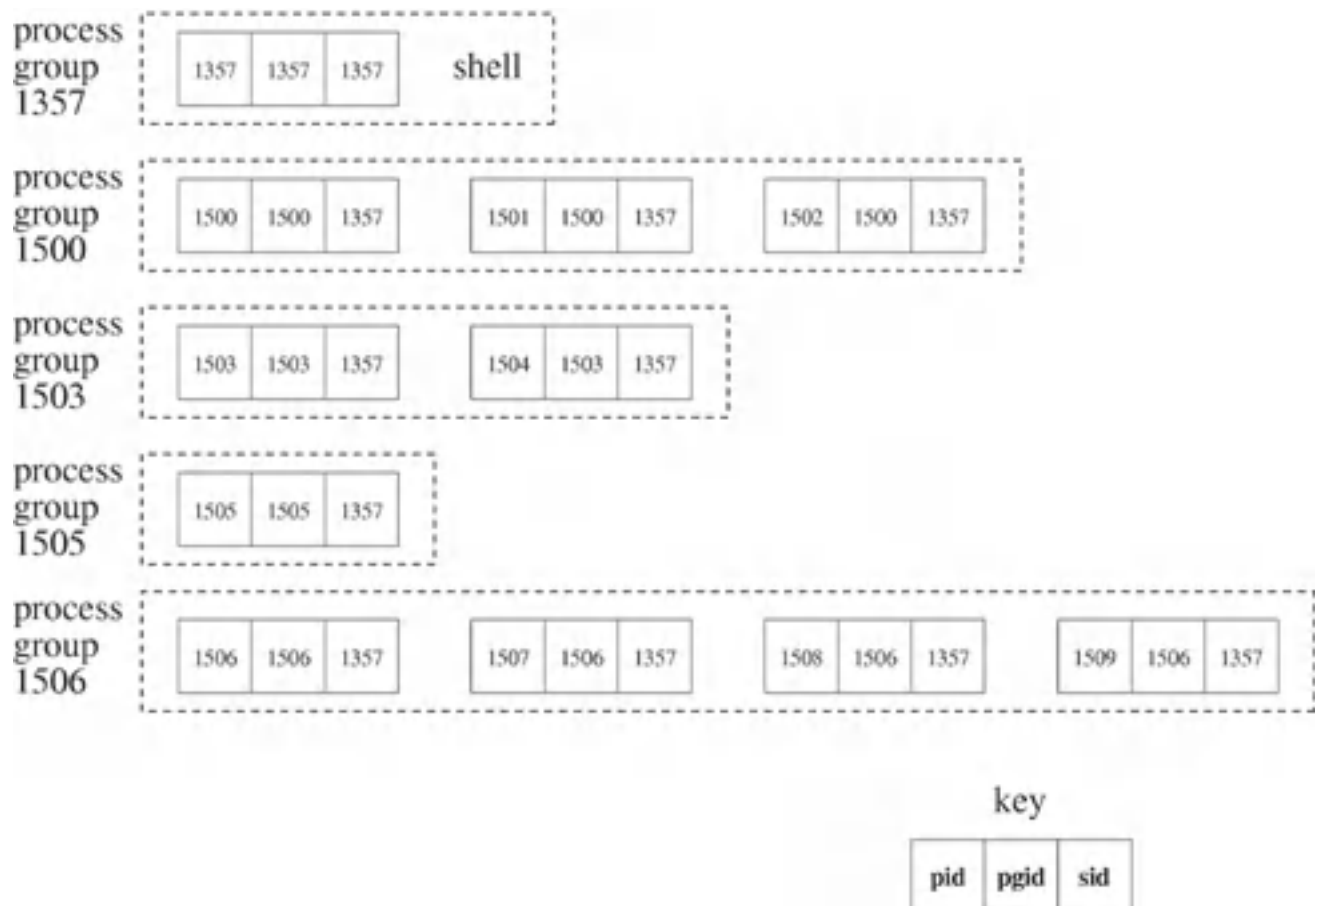 process
group
1357
1357 1357 1357 shell
process
group
1500
1500 1500 1357 1501 1500 1357 1502 1500 1357
process
group
1503
1503 1503 1357 1504 1503 1357
process
group
1505
1505 1505 1357
process
group
1506
1506 1506 1357 1507 1506 1357 1508 1506 1357 1509 1506 1357
key
pid pgid sid